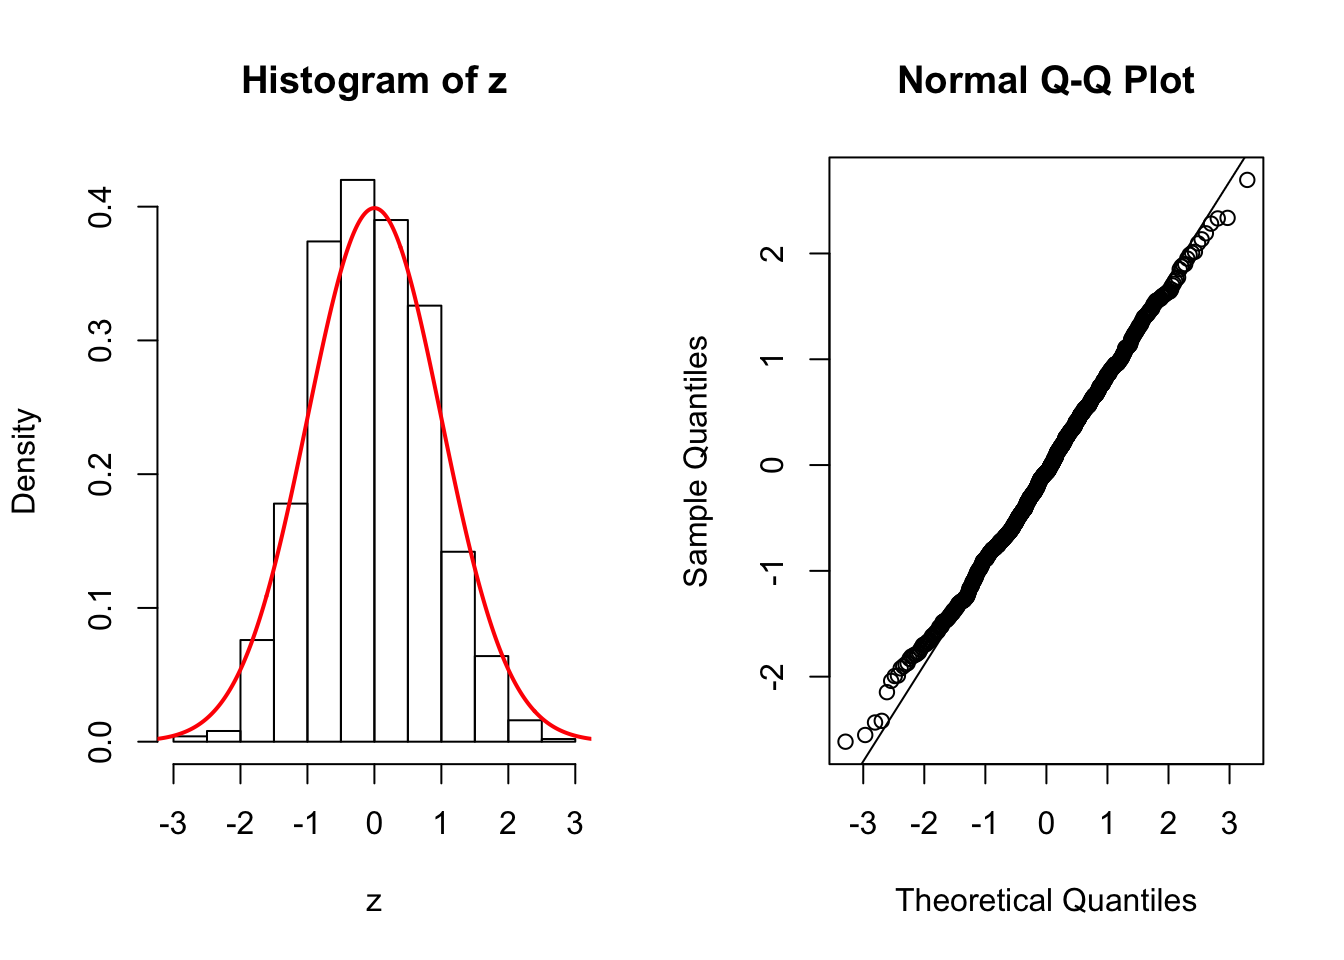 Histogram of z
Density
0.0 0.1 0.2 0.3 0.4
-3 -2 -1 0 1 2 3
z
Normal Q-Q Plot
Sample Quantiles
-2 -1 0 1 2
-3 -2 -1 0 1 2 3
Theoretical Quantiles